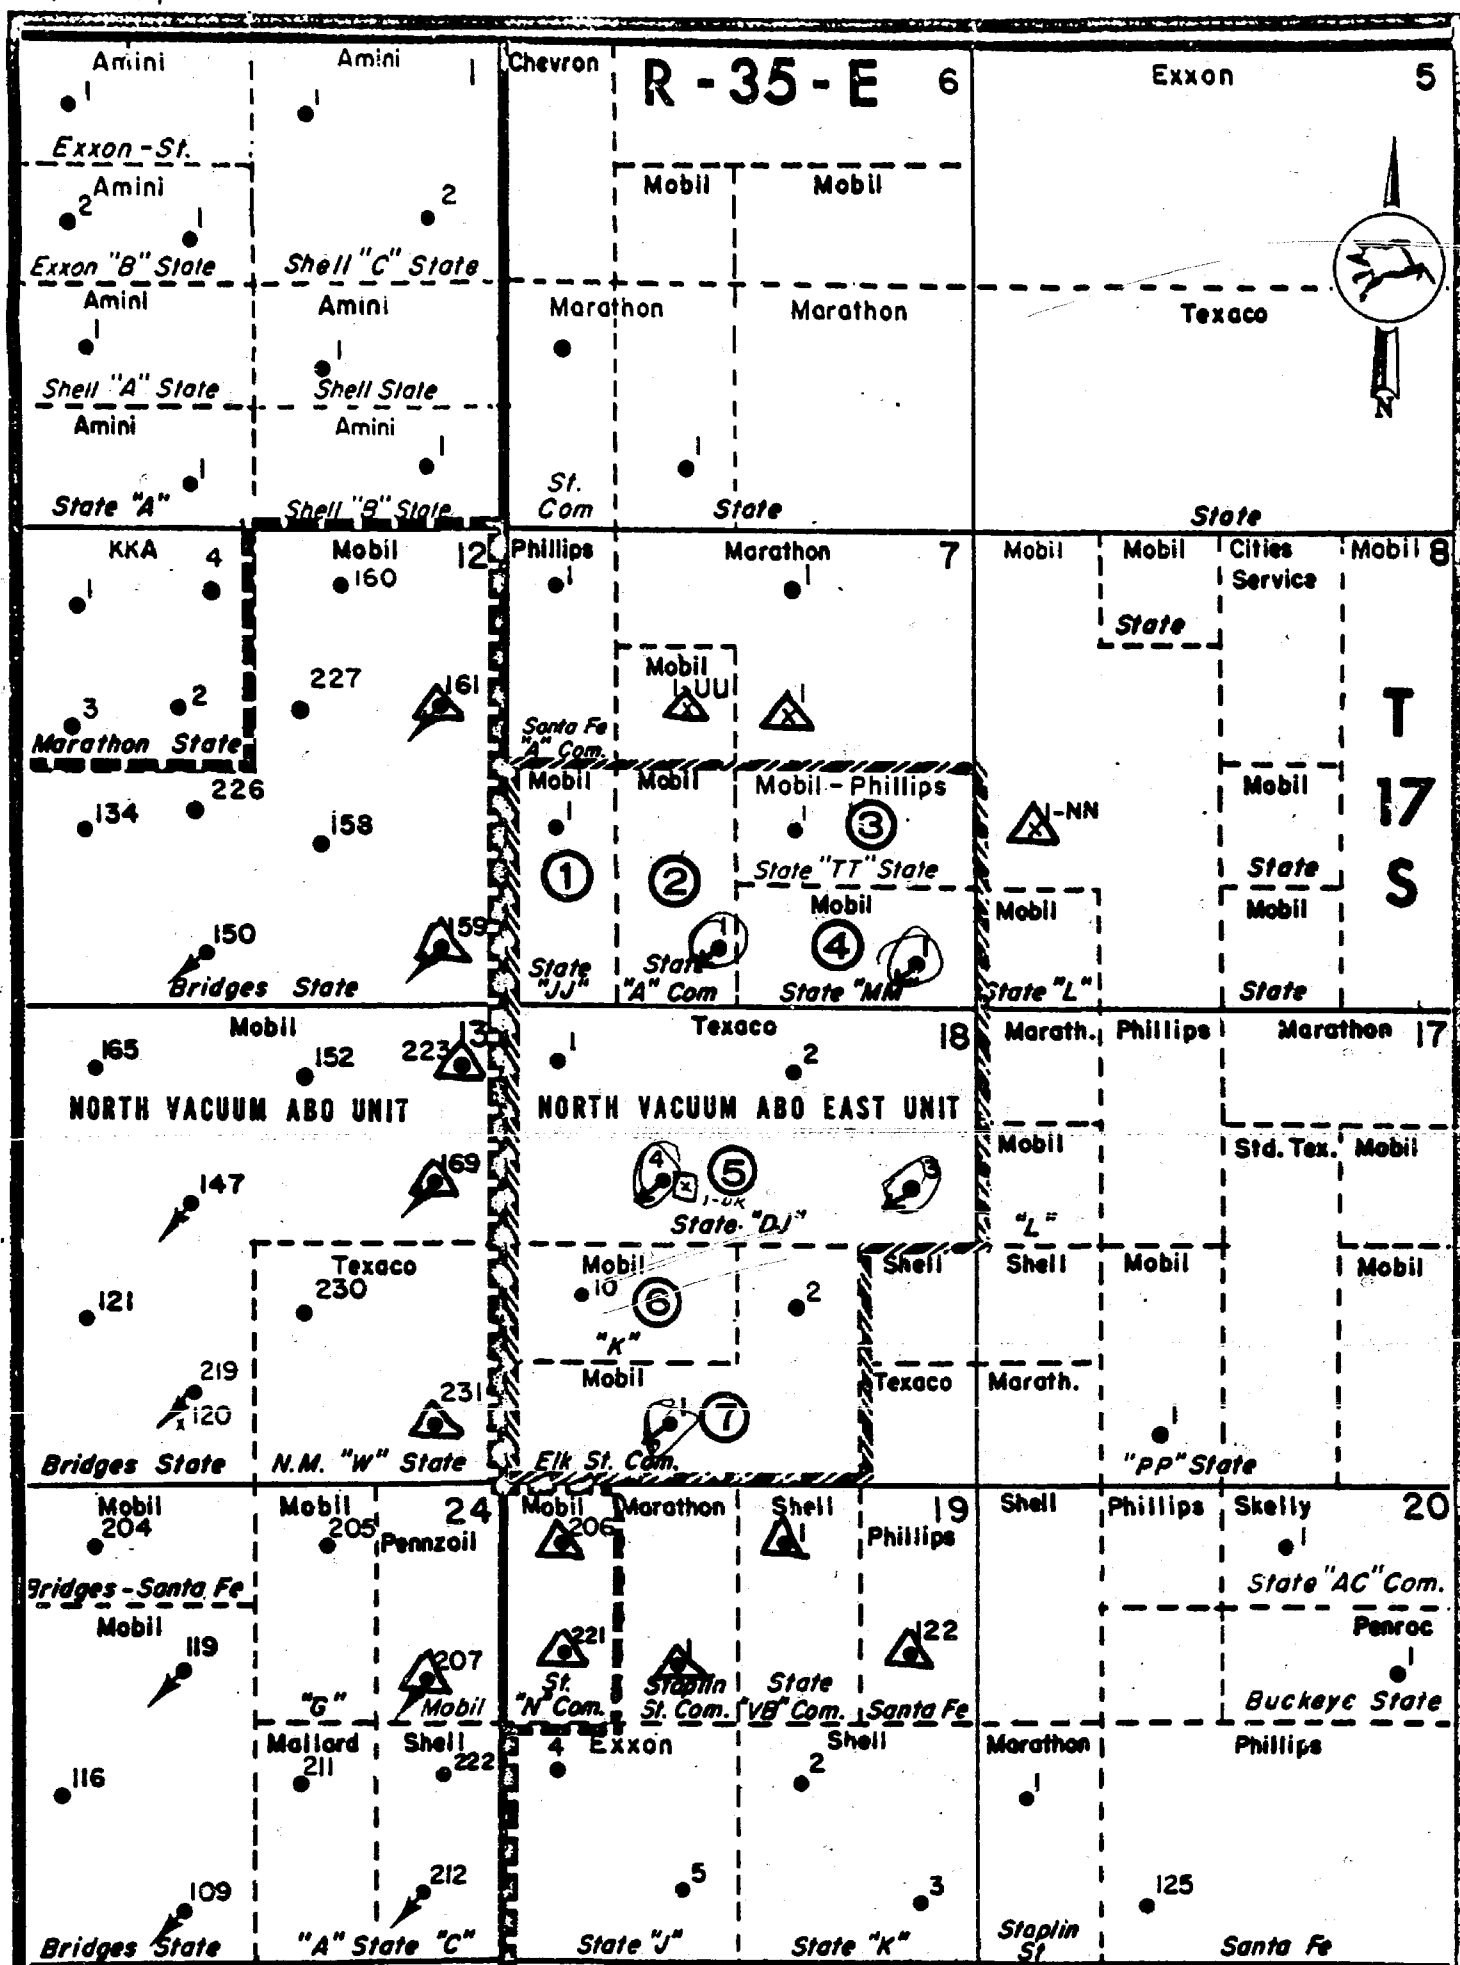 Amini
Amini
1
Chevron
R-35-E
6
Exxon
5
1
1
Exxon-St.
Amini
Mobil
Mobil
2
1
2
Exxon "B" State
Shell "C" State
Amini
Amini
Marathon
Marathon
Texaco
1
1
Shell "A" State
Shell State
N
Amini
Amini
1
1
1
St.
Com
State "A"
Shell "B" State
State
State
KKA
4
Mobil
12
Phillips
Marathon
7
Mobil
Mobil
Cities
Service
Mobil
8
1
160
1
1
State
Mobil
3
2
227
161
1-UU
1
T
Marathon State
Santa Fe
"A" Com.
226
Mobil
Mobil
Mobil-Phillips
Mobil
17
134
158
1
1
3
1-NN
State "TT" State
State
S
1
2
Mobil
Mobil
Mobil
150
159
1
4
1
Bridges State
State
"JJ"
State
"A" Com
State "MM"
State "L"
State
Mobil
13
Texaco
18
Marath.
Phillips
Marathon
17
165
152
223
1
2
NORTH VACUUM ABO UNIT
NORTH VACUUM ABO EAST UNIT
Mobil
Std. Tex.
Mobil
147
169
4
5
3
State "DJ"
"L"
Texaco
Mobil
Shell
Shell
Mobil
Mobil
121
230
10
6
2
"K"
Mobil
Texaco
Marath.
219
120
231
1
7
1
Bridges State
N.M. "W" State
Elk St. Com.
"PP" State
Mobil
Mobil
24
Mobil
Marathon
Shell
19
Shell
Phillips
Skelly
20
204
205
Pennzoil
206
1
Phillips
1
Bridges-Santa Fe
State "AC" Com.
Mobil
Penroc
119
207
221
1
122
1
"G"
Mobil
St.
"N" Com.
Staplin
St. Com.
State
"VB" Com.
Santa Fe
Buckeye State
Mallard
Shell
4
Exxon
Shell
Marathon
Phillips
116
211
222
2
1
109
212
5
3
125
Bridges State
"A" State "C"
State "J"
State "K"
Staplin
St
Santa Fe